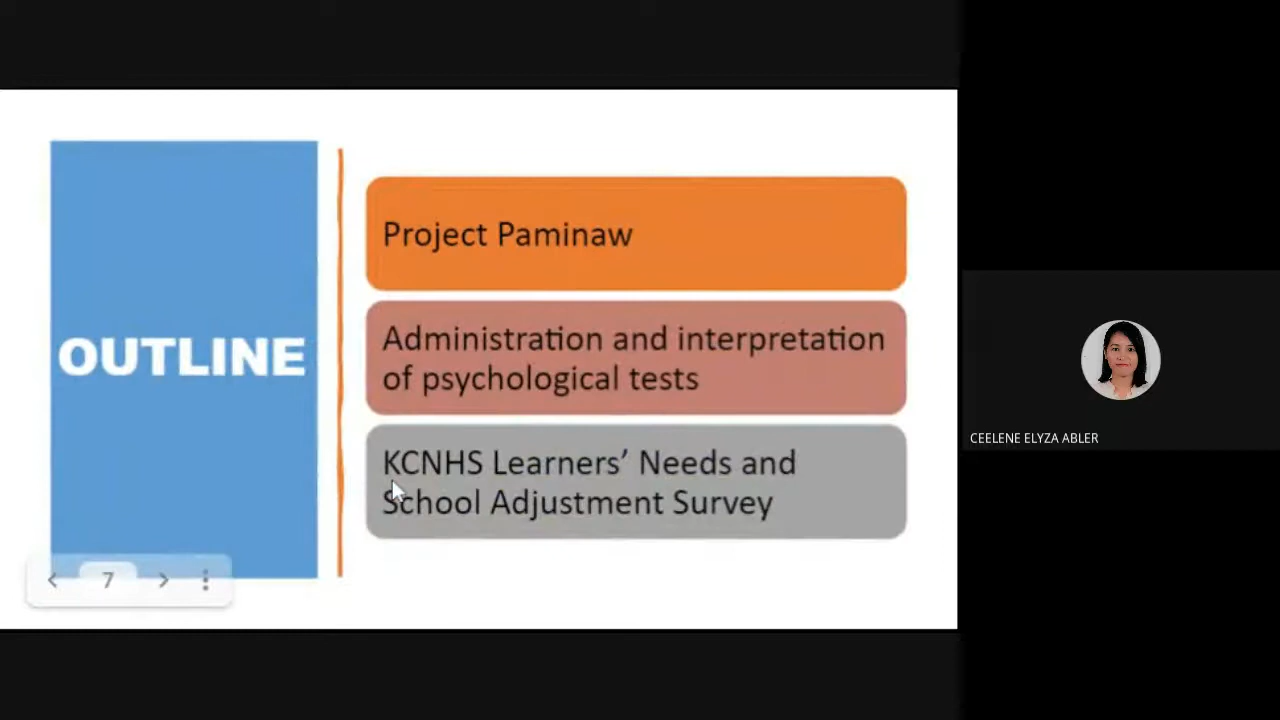 OUTLINE
Project Paminaw
Administration and interpretation
of psychological tests
KCNHS Learners’ Needs and
School Adjustment Survey
7
CEELENE ELYZA ABLER